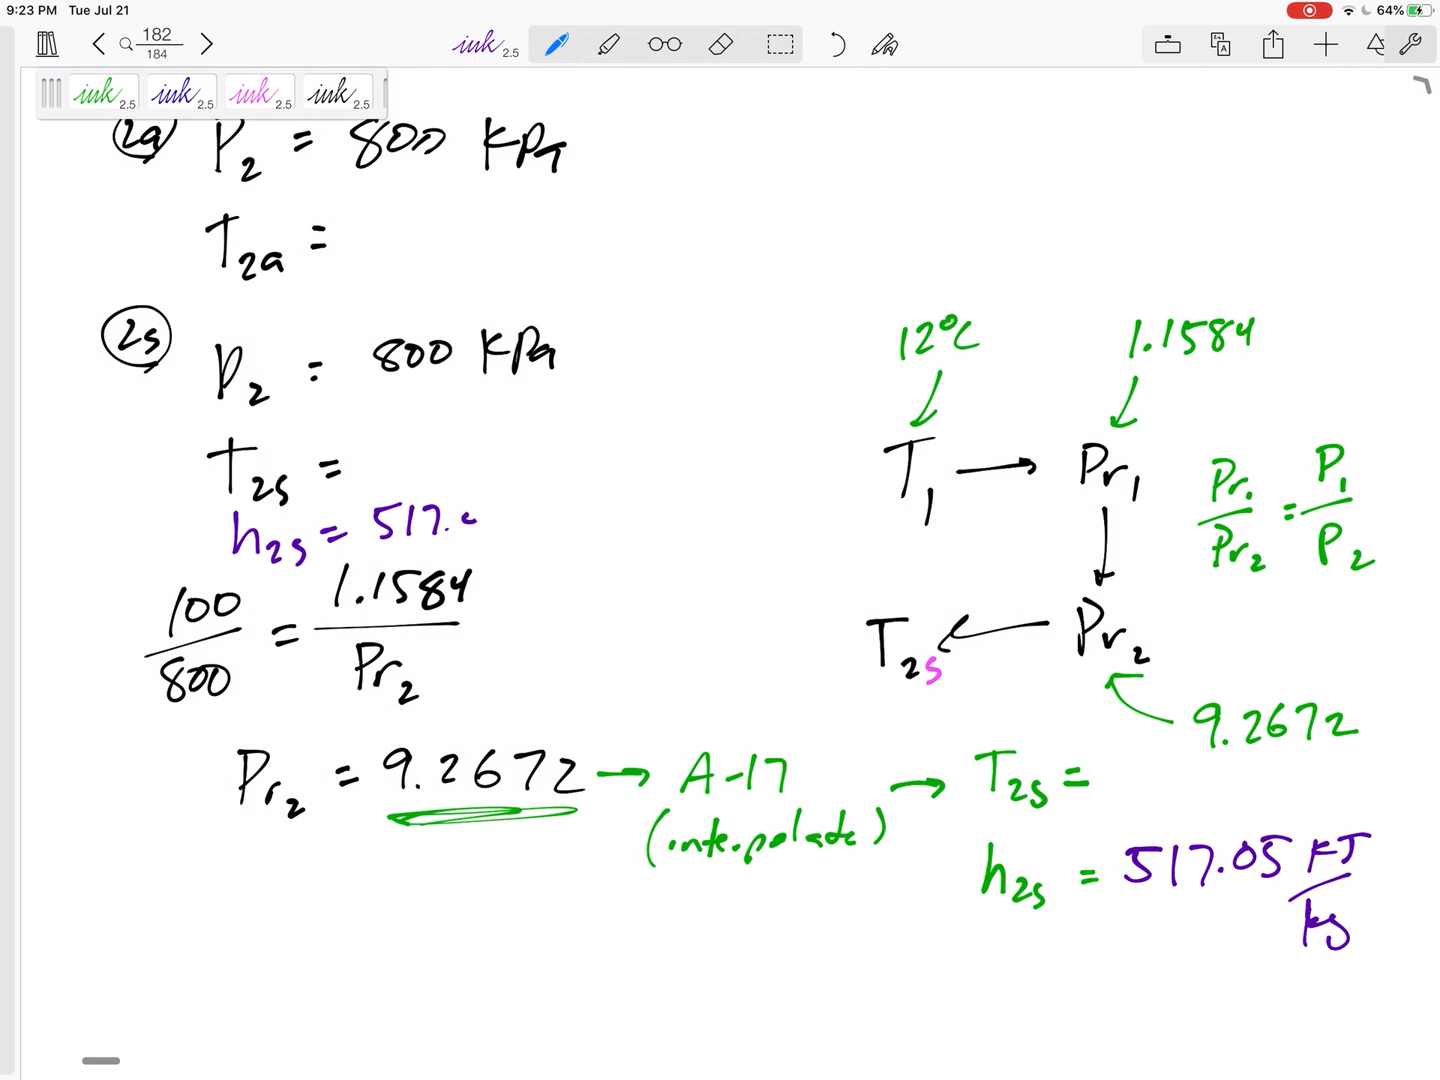 9:23 PM Tue Jul 21
64%
182
184
ink 2.5
ink 2.5 ink 2.5 ink 2.5 ink 2.5
2a P2 = 800 KPa
T2a =
2s P2 = 800 KPa
T2s =
h2s = 517.
100/800 = 1.1584/Pr2
Pr2 = 9.2672 → A-17 → T2s =
(interpolate)
h2s = 517.05 KJ/kg
12°C 1.1584
T1 → Pr1
Pr1/Pr2 = P1/P2
T2s ← Pr2
9.2672